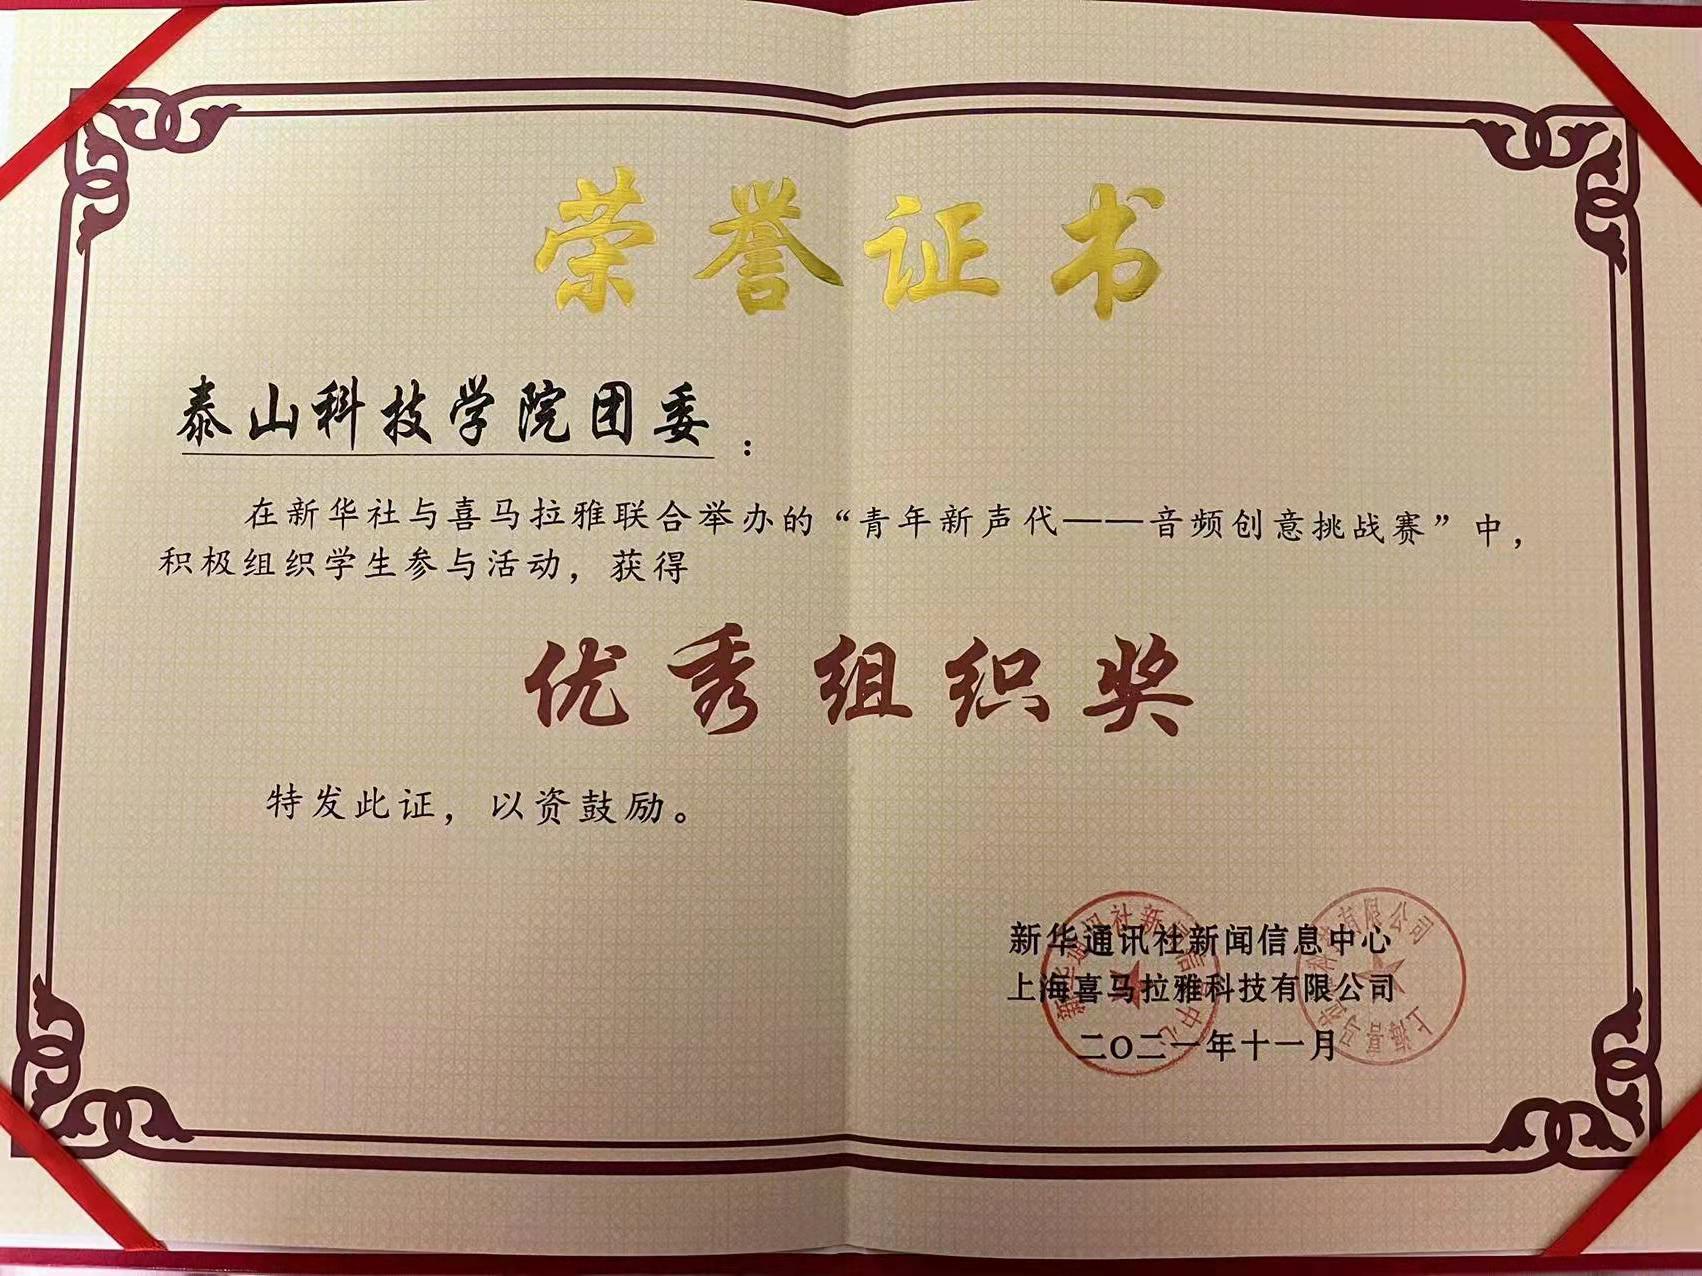 荣誉证书
泰山科技学院团委：
在新华社与喜马拉雅联合举办的“青年新声代——音频创意挑战赛”中，
积极组织学生参与活动，获得
优秀组织奖
特发此证，以资鼓励。
新华通讯社新闻信息中心
上海喜马拉雅科技有限公司
二〇二一年十一月